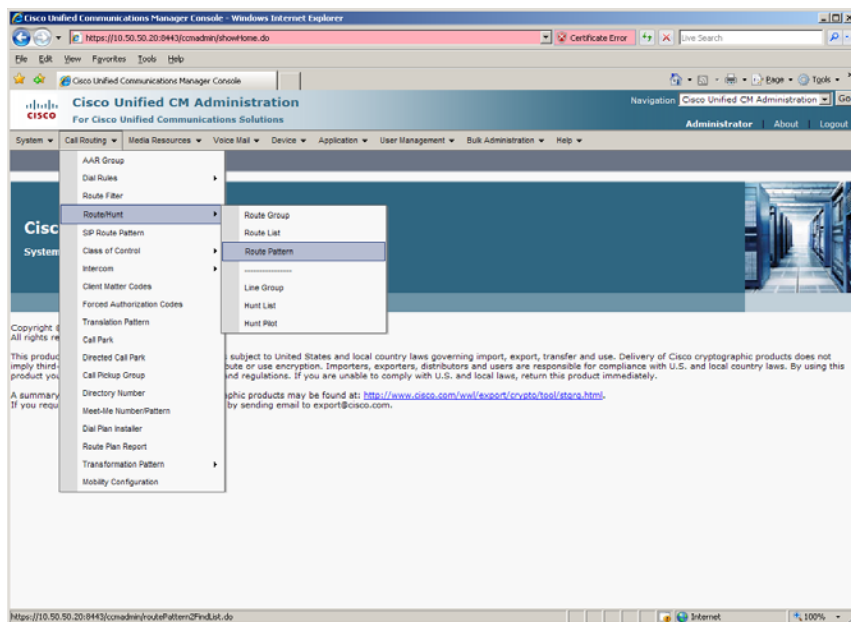 Cisco Unified Communications Manager Console - Windows Internet Explorer
https://10.50.50.20:8443/ccmadmin/showHome.do
Certificate Error
Live Search
File Edit View Favorites Tools Help
Cisco Unified Communications Manager Console
Page Tools
CISCO
Cisco Unified CM Administration
For Cisco Unified Communications Solutions
Navigation Cisco Unified CM Administration Go
Administrator | About | Logout
System Call Routing Media Resources Voice Mail Device Application User Management Bulk Administration Help
AAR Group
Dial Rules
Route Filter
Route/Hunt
SIP Route Pattern
Class of Control
Intercom
Client Matter Codes
Forced Authorization Codes
Translation Pattern
Call Park
Directed Call Park
Call Pickup Group
Directory Number
Meet-Me Number/Pattern
Dial Plan Installer
Route Plan Report
Transformation Pattern
Mobility Configuration
Route Group
Route List
Route Pattern
----------------
Line Group
Hunt List
Hunt Pilot
Cisc
System
Copyright
All rights re
This produc subject to United States and local country laws governing import, export, transfer and use. Delivery of Cisco cryptographic products does not
imply third- bute or use encryption. Importers, exporters, distributors and users are responsible for compliance with U.S. and local country laws. By using this
product you and regulations. If you are unable to comply with U.S. and local laws, return this product immediately.
A summary phic products may be found at: http://www.cisco.com/wwl/export/crypto/tool/stqrg.html.
If you requ by sending email to export@cisco.com.
https://10.50.50.20:8443/ccmadmin/routePattern2FindList.do
Internet
100%